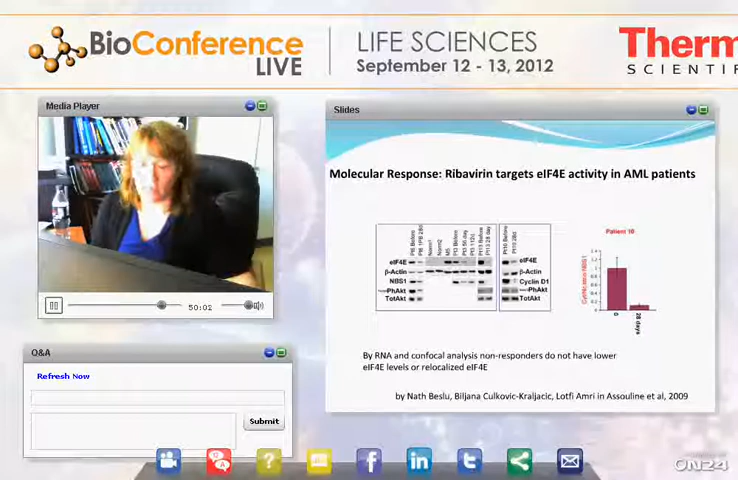 BioConference
LIVE
LIFE SCIENCES
September 12 - 13, 2012
Therm
SCIENTIFI
Media Player
Slides
Molecular Response: Ribavirin targets eIF4E activity in AML patients
eIF4E
β-Actin
NBS1
PhAkt
TotAkt
eIF4E
β-Actin
Cyclin D1
PhAkt
TotAkt
Patient 10
0
28 days
50:02
By RNA and confocal analysis non-responders do not have lower
eIF4E levels or relocalized eIF4E
by Nath Beslu, Biljana Culkovic-Kraljacic, Lotfi Amri in Assouline et al, 2009
Q&A
Refresh Now
Submit
ON24